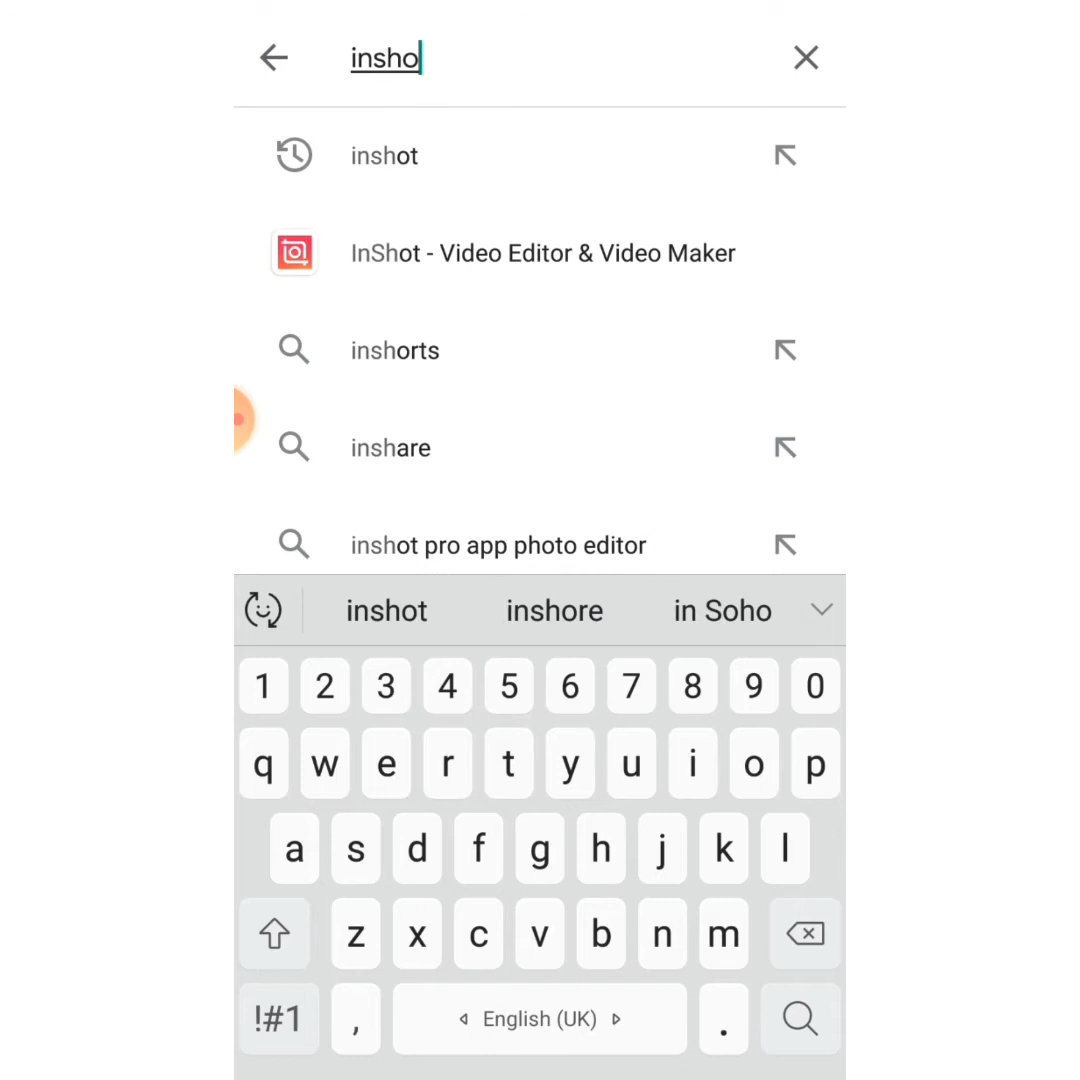 insho
inshot
InShot - Video Editor & Video Maker
inshorts
inshare
inshot pro app photo editor
inshot inshore in Soho
1 2 3 4 5 6 7 8 9 0
q w e r t y u i o p
a s d f g h j k l
z x c v b n m
!#1 , English (UK) .